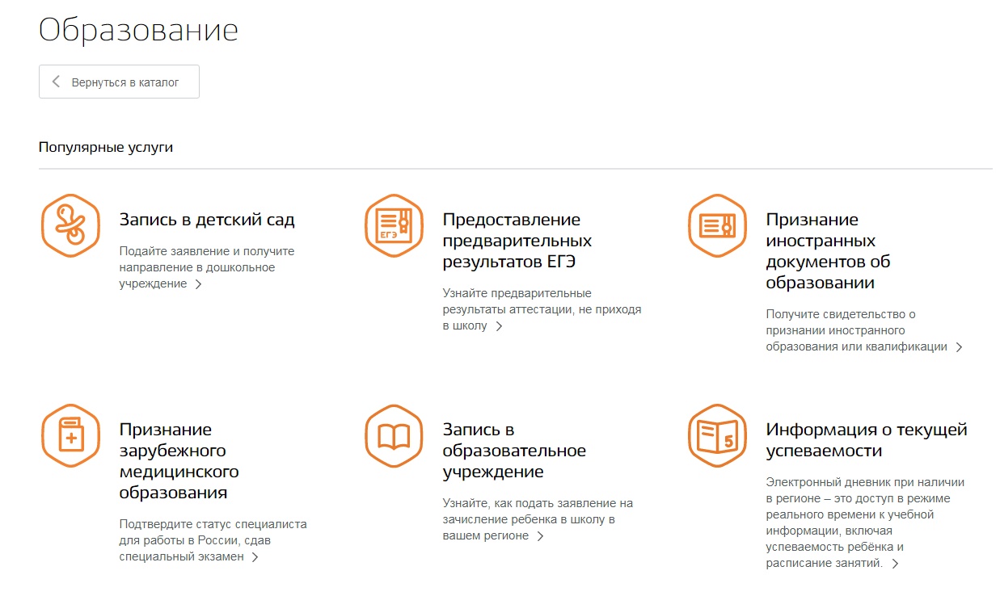 Образование
Вернуться в каталог
Популярные услуги
Запись в детский сад
Подайте заявление и получите
направление в дошкольное
учреждение
ЕГЭ
Предоставление
предварительных
результатов ЕГЭ
Узнайте предварительные
результаты аттестации, не приходя
в школу
Признание
иностранных
документов об
образовании
Получите свидетельство о
признании иностранного
образования или квалификации
Признание
зарубежного
медицинского
образования
Подтвердите статус специалиста
для работы в России, сдав
специальный экзамен
Запись в
образовательное
учреждение
Узнайте, как подать заявление на
зачисление ребенка в школу в
вашем регионе
5
Информация о текущей
успеваемости
Электронный дневник при наличии
в регионе – это доступ в режиме
реального времени к учебной
информации, включая
успеваемость ребёнка и
расписание занятий.